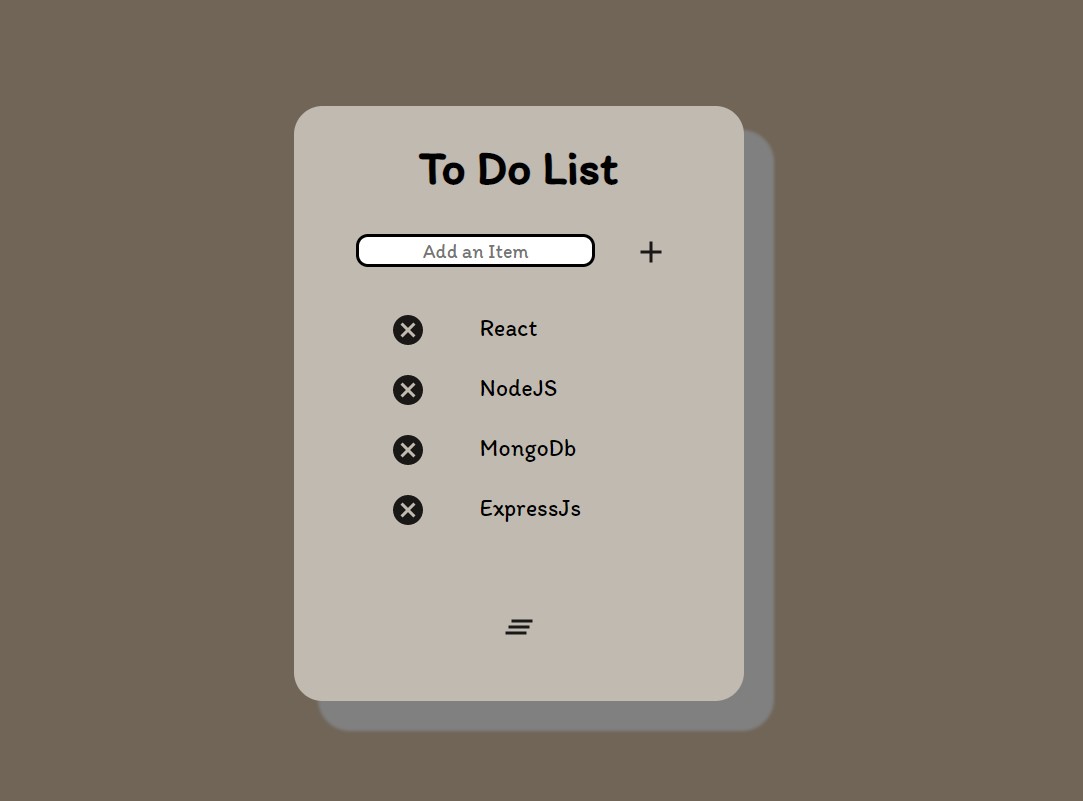 To Do List
Add an Item
React
NodeJS
MongoDb
ExpressJs